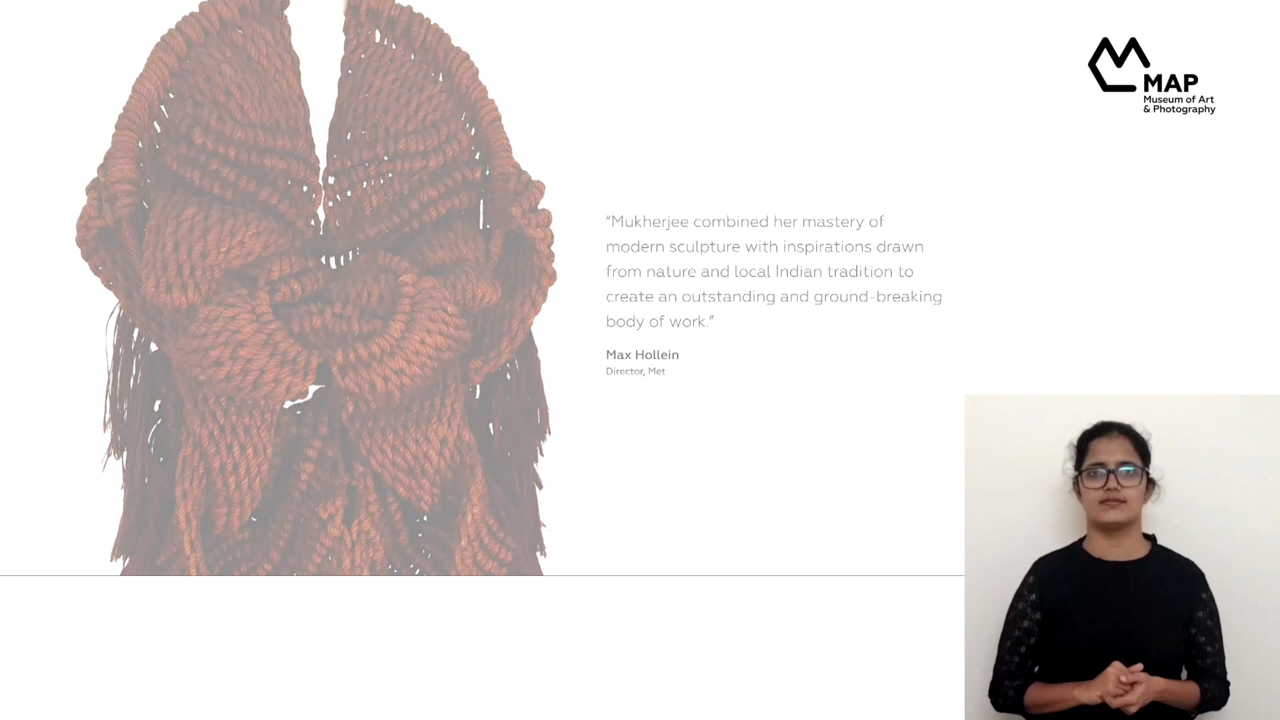 MAP
Museum of Art
& Photography
“Mukherjee combined her mastery of
modern sculpture with inspirations drawn
from nature and local Indian tradition to
create an outstanding and ground-breaking
body of work.”
Max Hollein
Director, Met